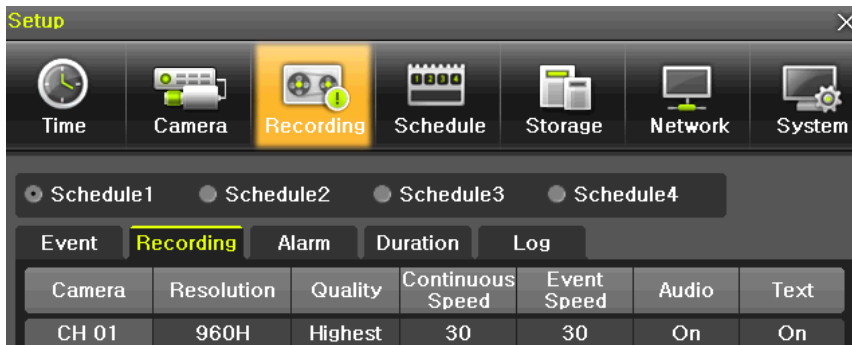 Setup
Time Camera Recording Schedule Storage Network System
Schedule1 Schedule2 Schedule3 Schedule4
Event Recording Alarm Duration Log
Camera Resolution Quality Continuous Speed Event Speed Audio Text
CH 01 960H Highest 30 30 On On